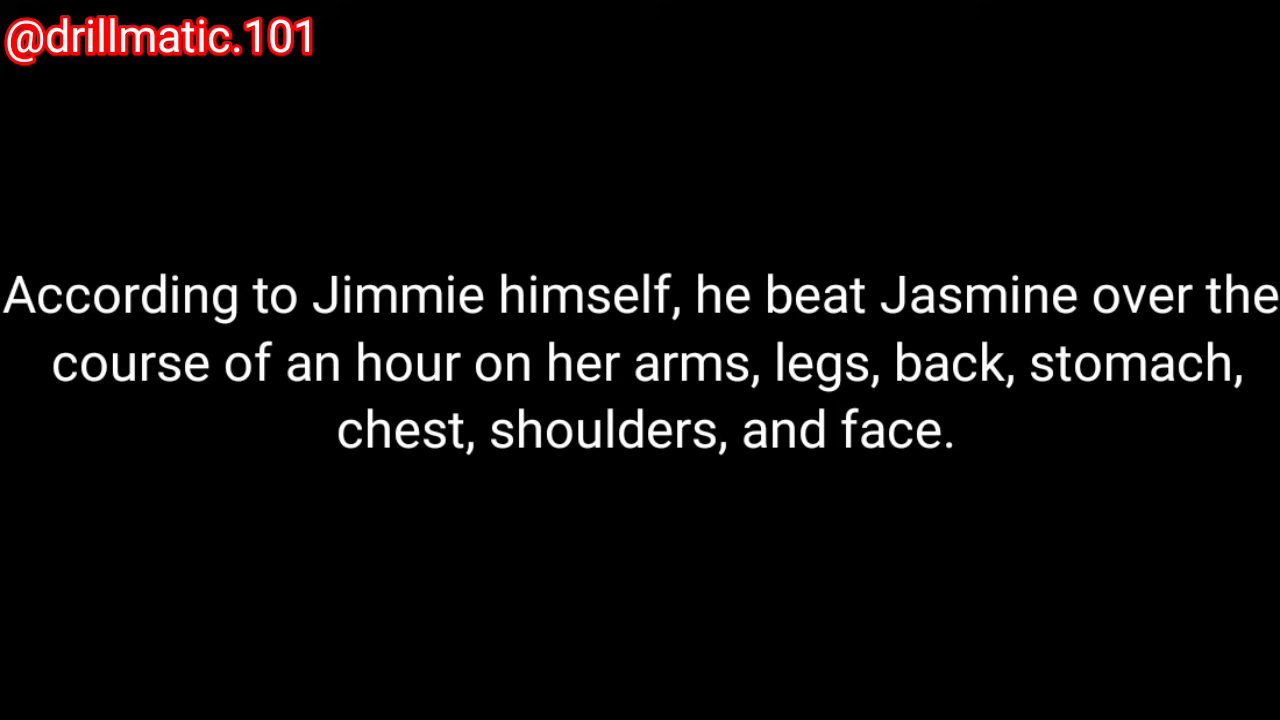 @drillmatic.101
According to Jimmie himself, he beat Jasmine over the
course of an hour on her arms, legs, back, stomach,
chest, shoulders, and face.